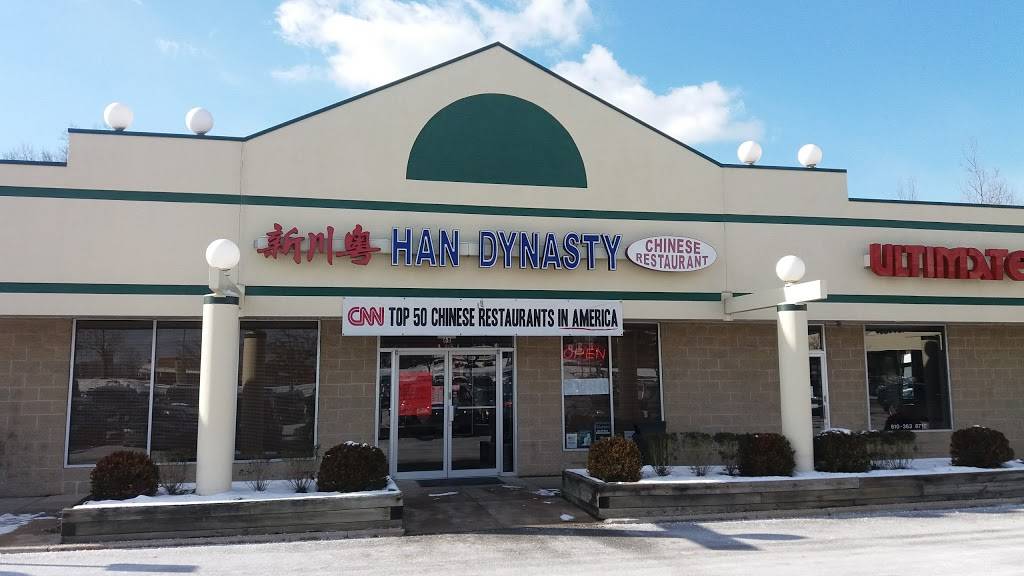 新川粤 HAN DYNASTY
CHINESE
RESTAURANT
ULTIMATE
CNN TOP 50 CHINESE RESTAURANTS IN AMERICA
OPEN